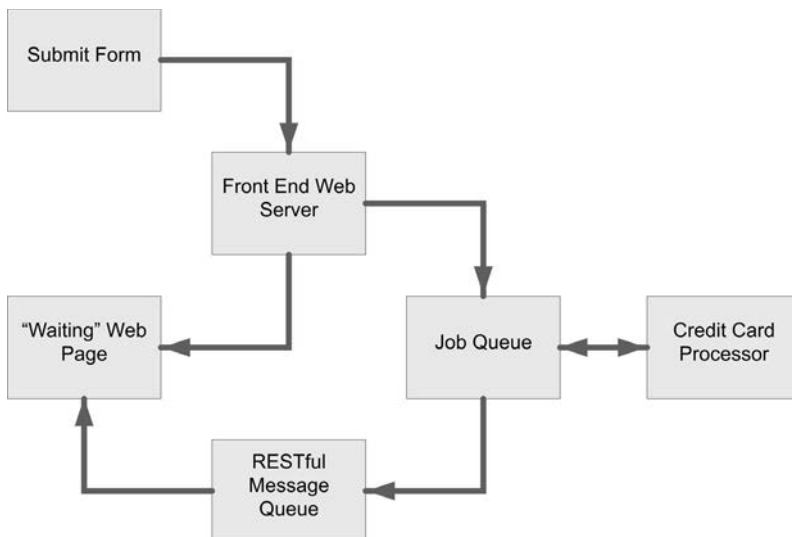 Submit Form
Front End Web
Server
“Waiting” Web
Page
Job Queue
Credit Card
Processor
RESTful
Message
Queue